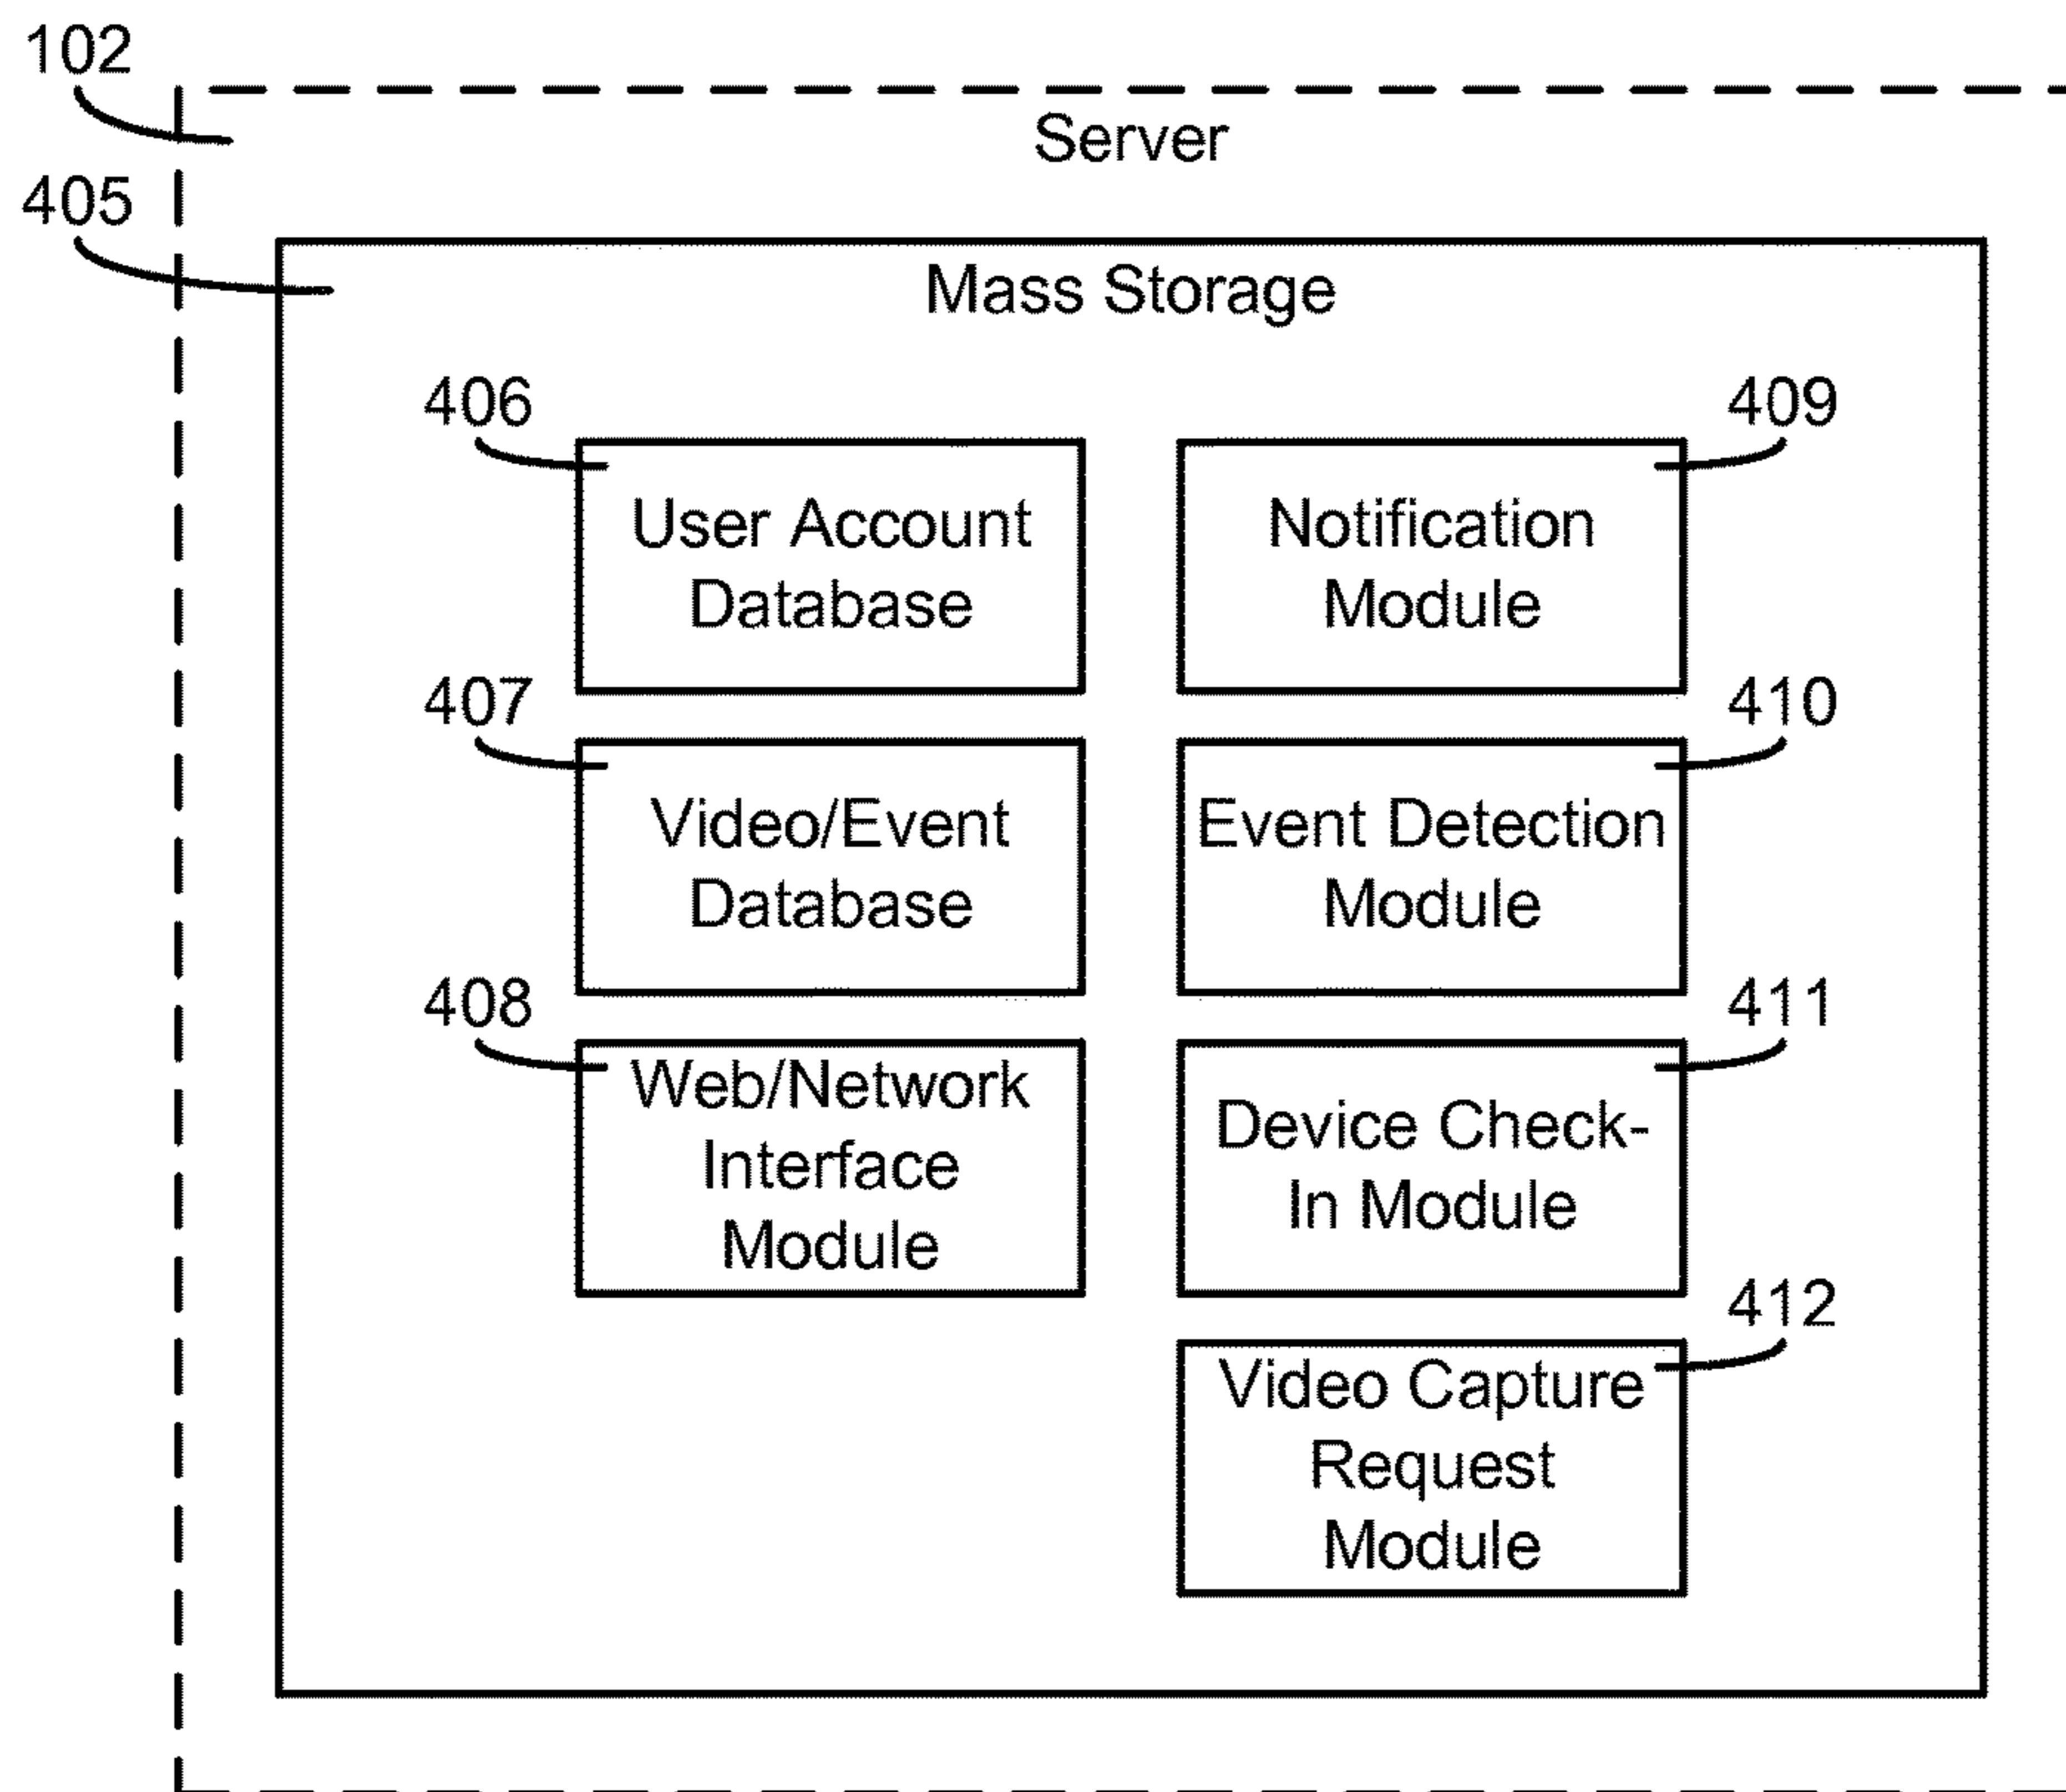 102
Server
405
Mass Storage
406
409
User Account
Database
Notification
Module
407
410
Video/Event
Database
Event Detection
Module
408
411
Web/Network
Interface
Module
Device Check-
In Module
412
Video Capture
Request
Module